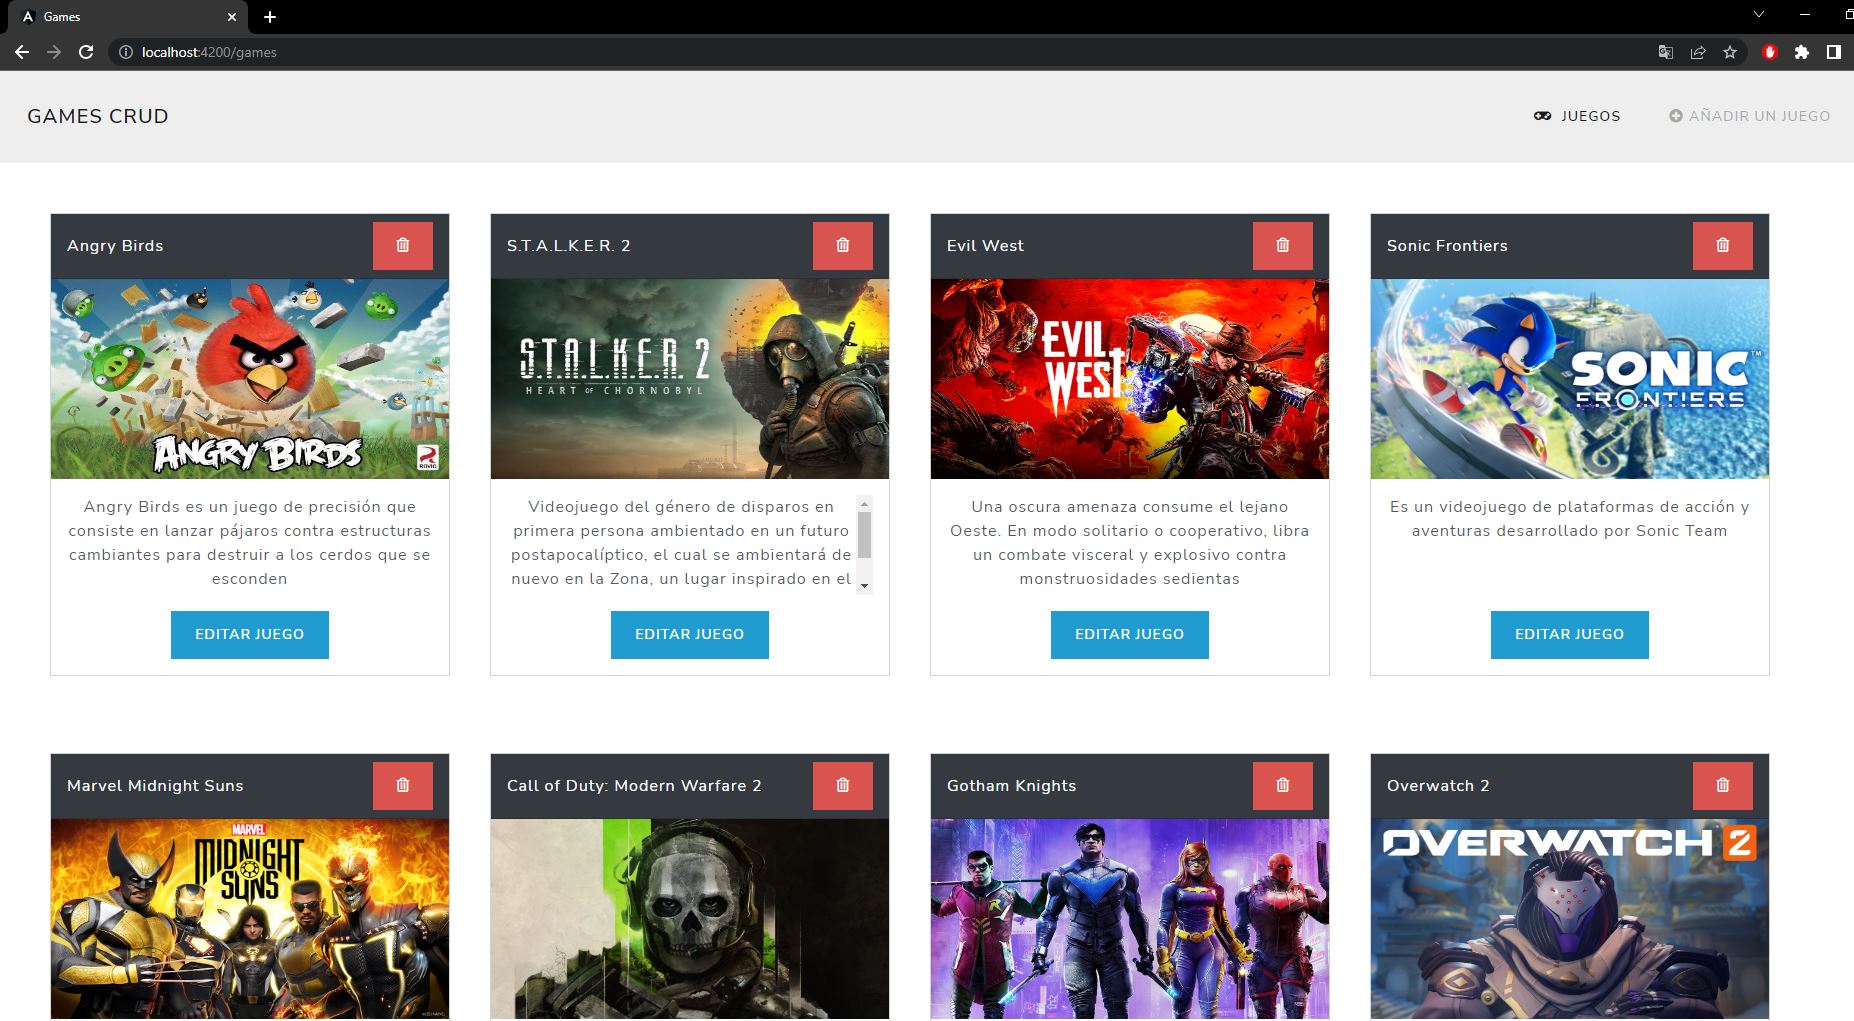 Games
localhost:4200/games
GAMES CRUD
JUEGOS
AÑADIR UN JUEGO
Angry Birds
S.T.A.L.K.E.R. 2
Evil West
Sonic Frontiers
ANGRY BIRDS
ROVIO
S.T.A.L.K.E.R. 2
HEART OF CHORNOBYL
EVIL
WEST
SONIC™
FRONTIERS
Angry Birds es un juego de precisión que
consiste en lanzar pájaros contra estructuras
cambiantes para destruir a los cerdos que se
esconden
Videojuego del género de disparos en
primera persona ambientado en un futuro
postapocalíptico, el cual se ambientará de
nuevo en la Zona, un lugar inspirado en el
Una oscura amenaza consume el lejano
Oeste. En modo solitario o cooperativo, libra
un combate visceral y explosivo contra
monstruosidades sedientas
Es un videojuego de plataformas de acción y
aventuras desarrollado por Sonic Team
EDITAR JUEGO
EDITAR JUEGO
EDITAR JUEGO
EDITAR JUEGO
Marvel Midnight Suns
Call of Duty: Modern Warfare 2
Gotham Knights
Overwatch 2
MARVEL
MIDNIGHT
SUNS
OVERWATCH 2